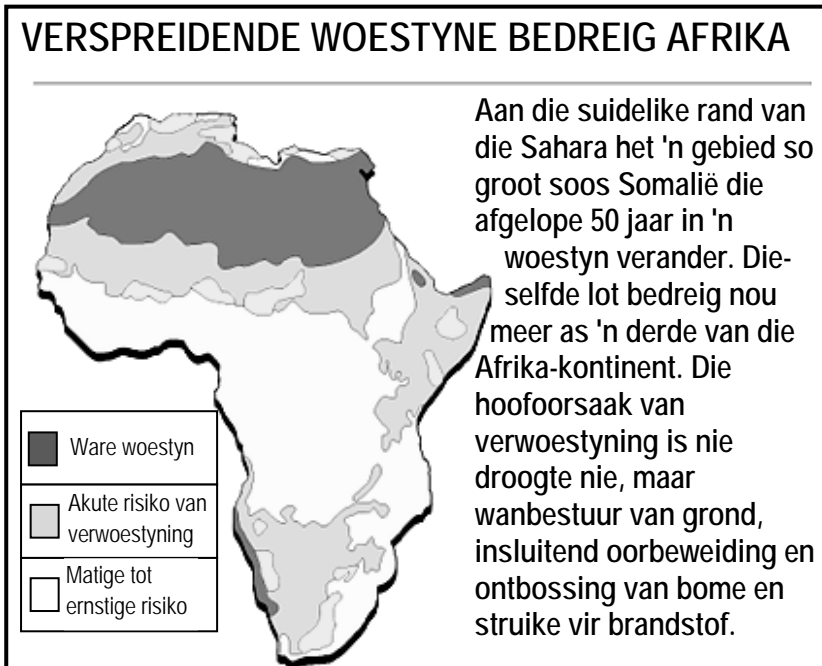 VERSPREIDENDE WOESTYNE BEDREIG AFRIKA
Aan die suidelike rand van
die Sahara het 'n gebied so
groot soos Somalië die
afgelope 50 jaar in 'n
woestyn verander. Die-
selfde lot bedreig nou
meer as 'n derde van die
Afrika-kontinent. Die
hoofoorsaak van
verwoestyning is nie
droogte nie, maar
wanbestuur van grond,
insluitend oorbeweiding en
ontbossing van bome en
struike vir brandstof.
Ware woestyn
Akute risiko van
verwoestyning
Matige tot
ernstige risiko